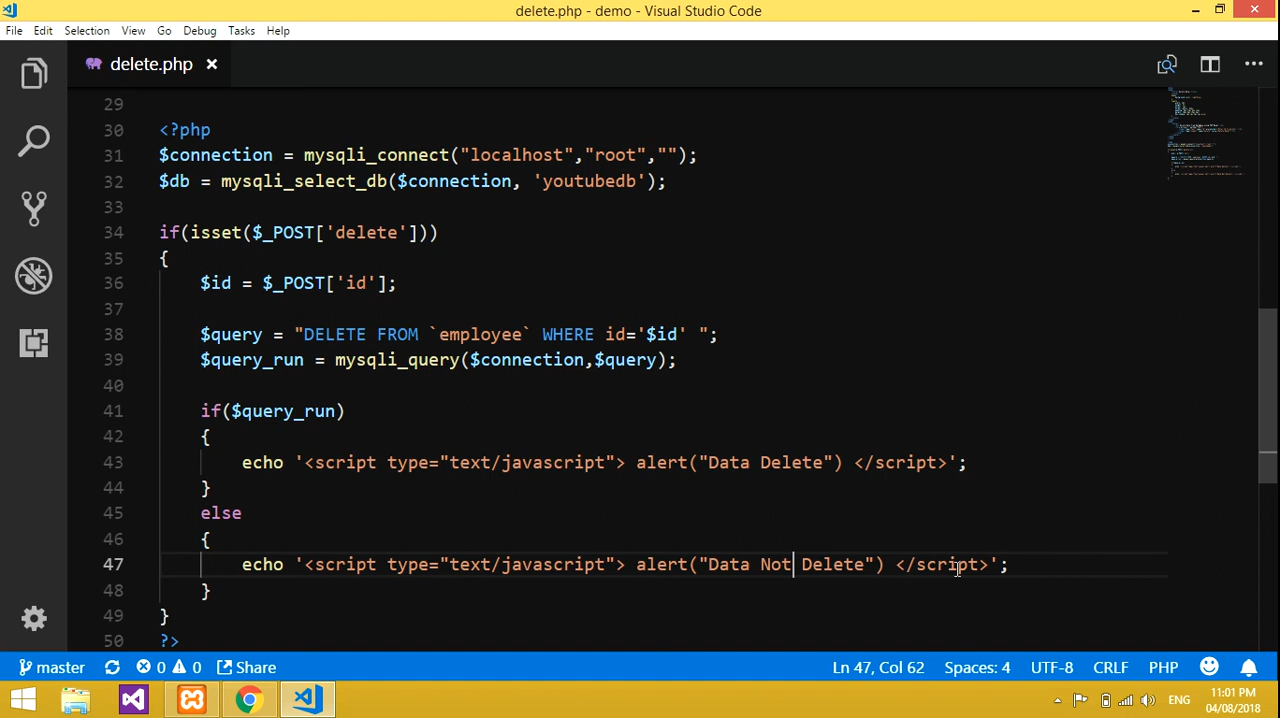 delete.php - demo - Visual Studio Code
File Edit Selection View Go Debug Tasks Help
delete.php
29
30 <?php
31 $connection = mysqli_connect("localhost","root","");
32 $db = mysqli_select_db($connection, 'youtubedb');
33
34 if(isset($_POST['delete']))
35 {
36 $id = $_POST['id'];
37
38 $query = "DELETE FROM `employee` WHERE id='$id' ";
39 $query_run = mysqli_query($connection,$query);
40
41 if($query_run)
42 {
43 echo '<script type="text/javascript"> alert("Data Delete") </script>';
44 }
45 else
46 {
47 echo '<script type="text/javascript"> alert("Data Not Delete") </script>';
48 }
49 }
50 ?>
master 0 0 Share Ln 47, Col 62 Spaces: 4 UTF-8 CRLF PHP
ENG 11:01 PM
04/08/2018